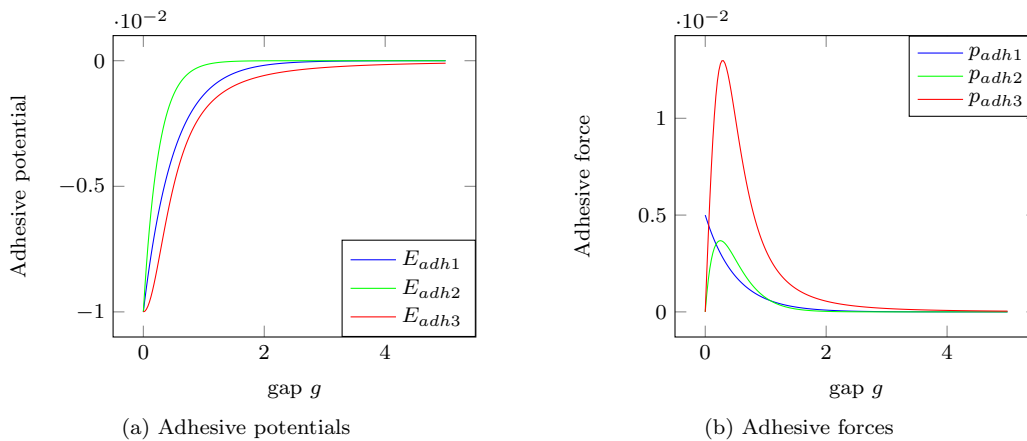 ·10⁻²
0
−0.5
−1
Adhesive potential
0
2
4
gap g
E_adh1
E_adh2
E_adh3
(a) Adhesive potentials
·10⁻²
1
0.5
0
Adhesive force
0
2
4
gap g
p_adh1
p_adh2
p_adh3
(b) Adhesive forces